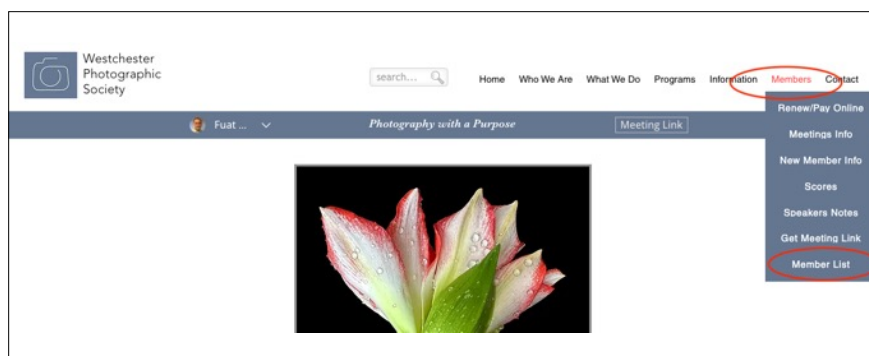 Westchester
Photographic
Society
search...
Home Who We Are What We Do Programs Information Members Contact
Fuat ...
Photography with a Purpose
Meeting Link
Renew/Pay Online
Meetings Info
New Member Info
Scores
Speakers Notes
Get Meeting Link
Member List